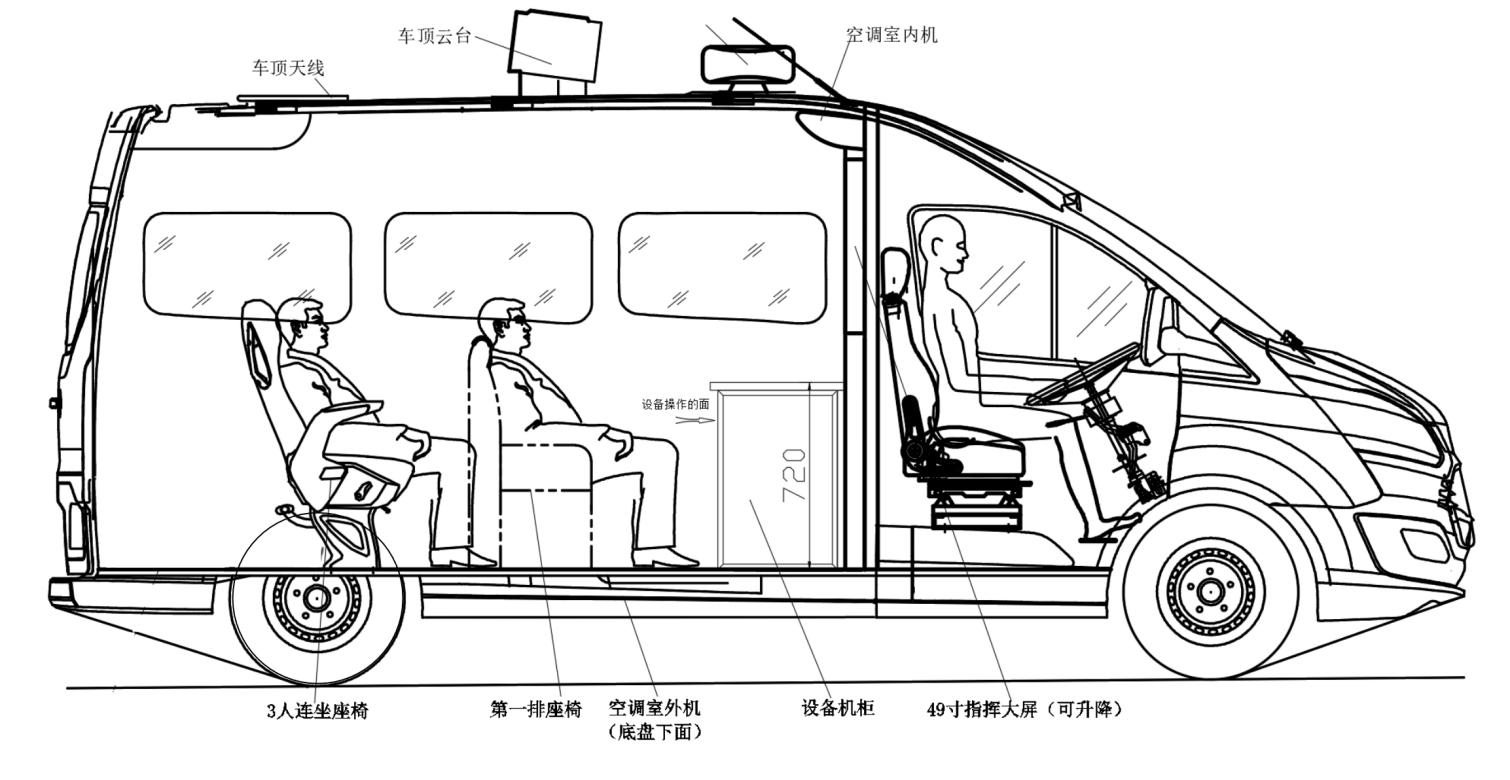 车顶云台
空调室内机
车顶天线
设备操作的面
720
3人连坐座椅
第一排座椅
空调室外机
(底盘下面)
设备机柜
49寸指挥大屏(可升降)